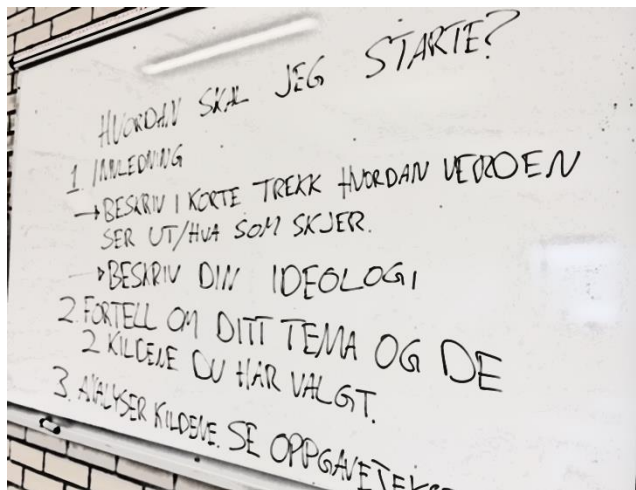 HVORDAN SKAL JEG STARTE?
1 INNLEDNING
→ BESKRIV I KORTE TREKK HVORDAN VERDEN
SER UT/HVA SOM SKJER.
→ BESKRIV DIN IDEOLOGI
2. FORTELL OM DITT TEMA OG DE
2 KILDENE DU HAR VALGT.
3. ANALYSER KILDENE. SE